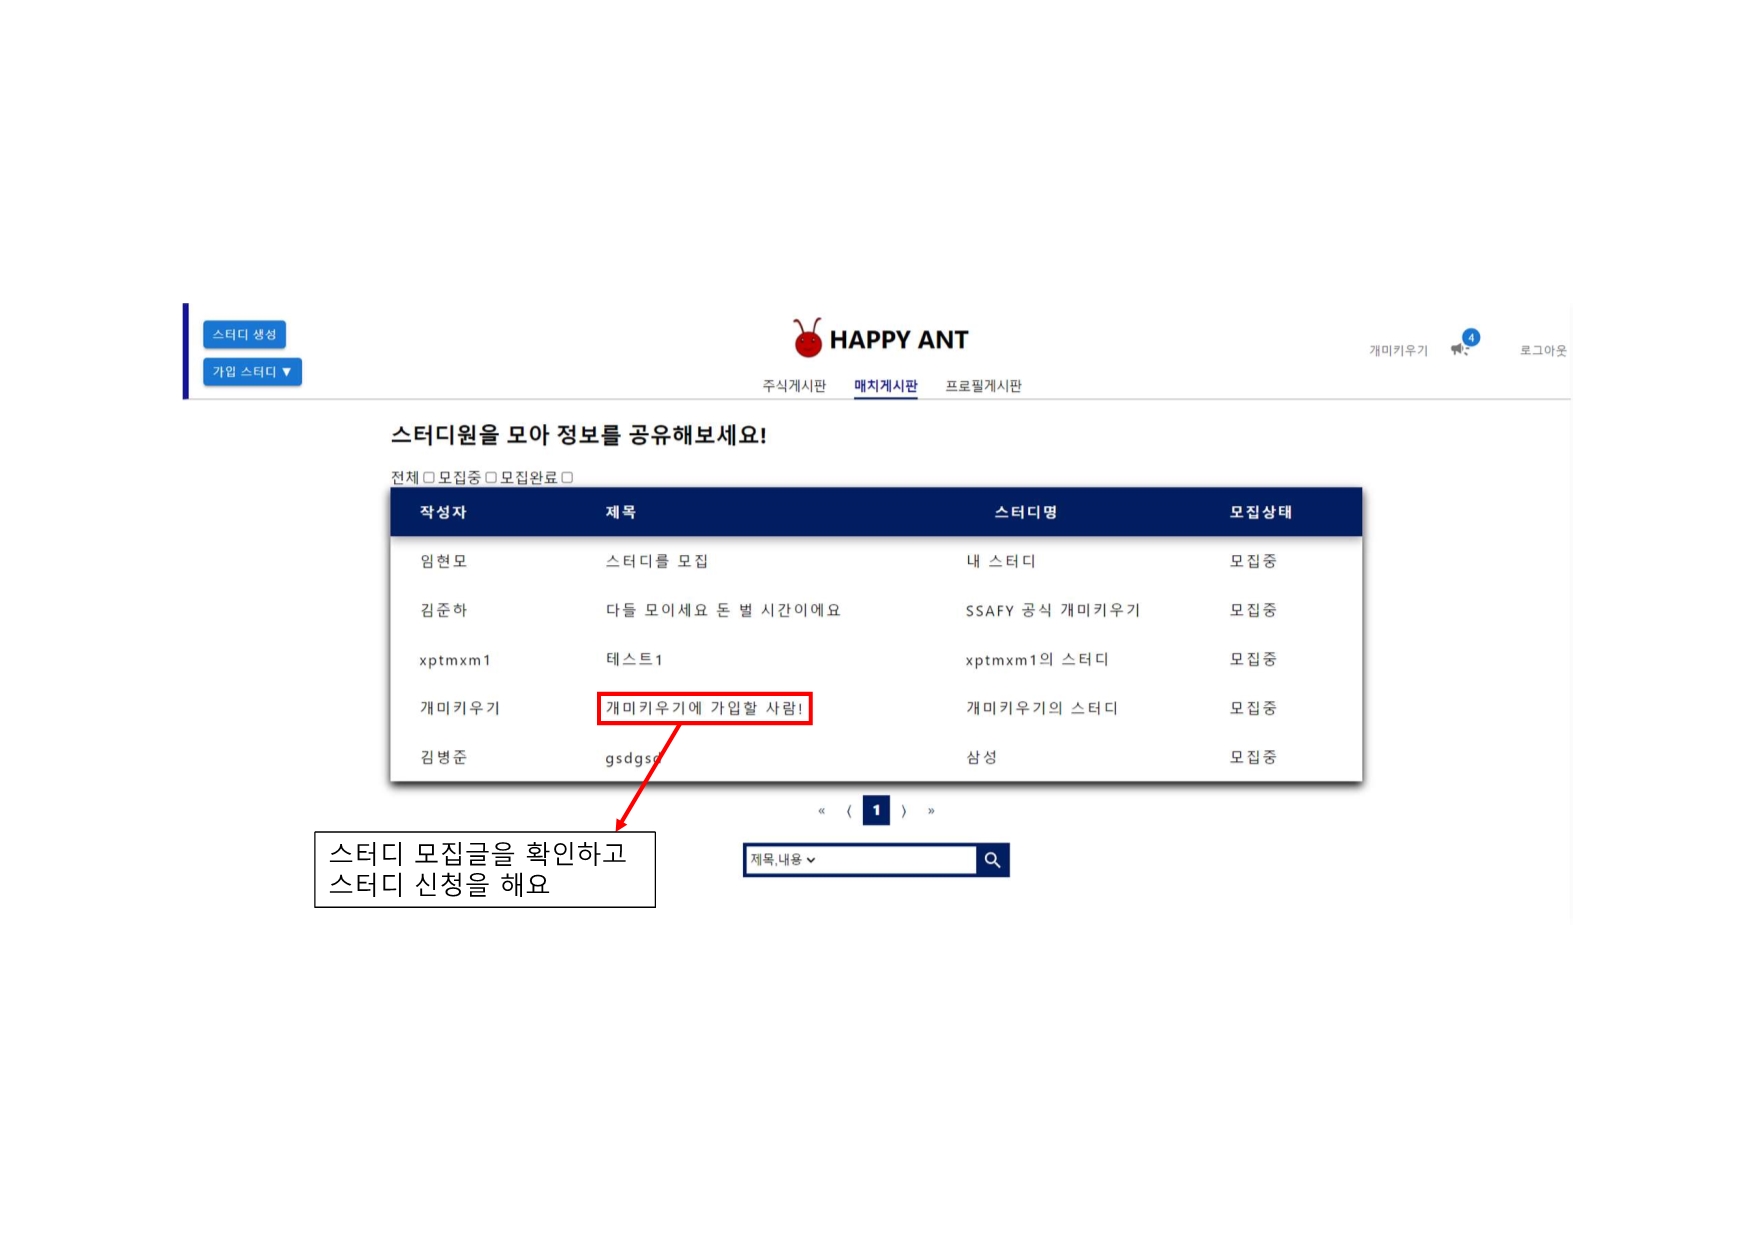 스터디 생성
가입 스터디 ▼
HAPPY ANT
개미키우기 4 로그아웃
주식게시판 매치게시판 프로필게시판
스터디원을 모아 정보를 공유해보세요!
전체 모집중 모집완료
작성자 제목 스터디명 모집상태
임현모 스터디를 모집 내 스터디 모집중
김준하 다들 모이세요 돈 벌 시간이에요 SSAFY 공식 개미키우기 모집중
xptmxm1 테스트1 xptmxm1의 스터디 모집중
개미키우기 개미키우기에 가입할 사람! 개미키우기의 스터디 모집중
김병준 gsdgsd 삼성 모집중
« ⟨ 1 ⟩ »
제목,내용
스터디 모집글을 확인하고
스터디 신청을 해요